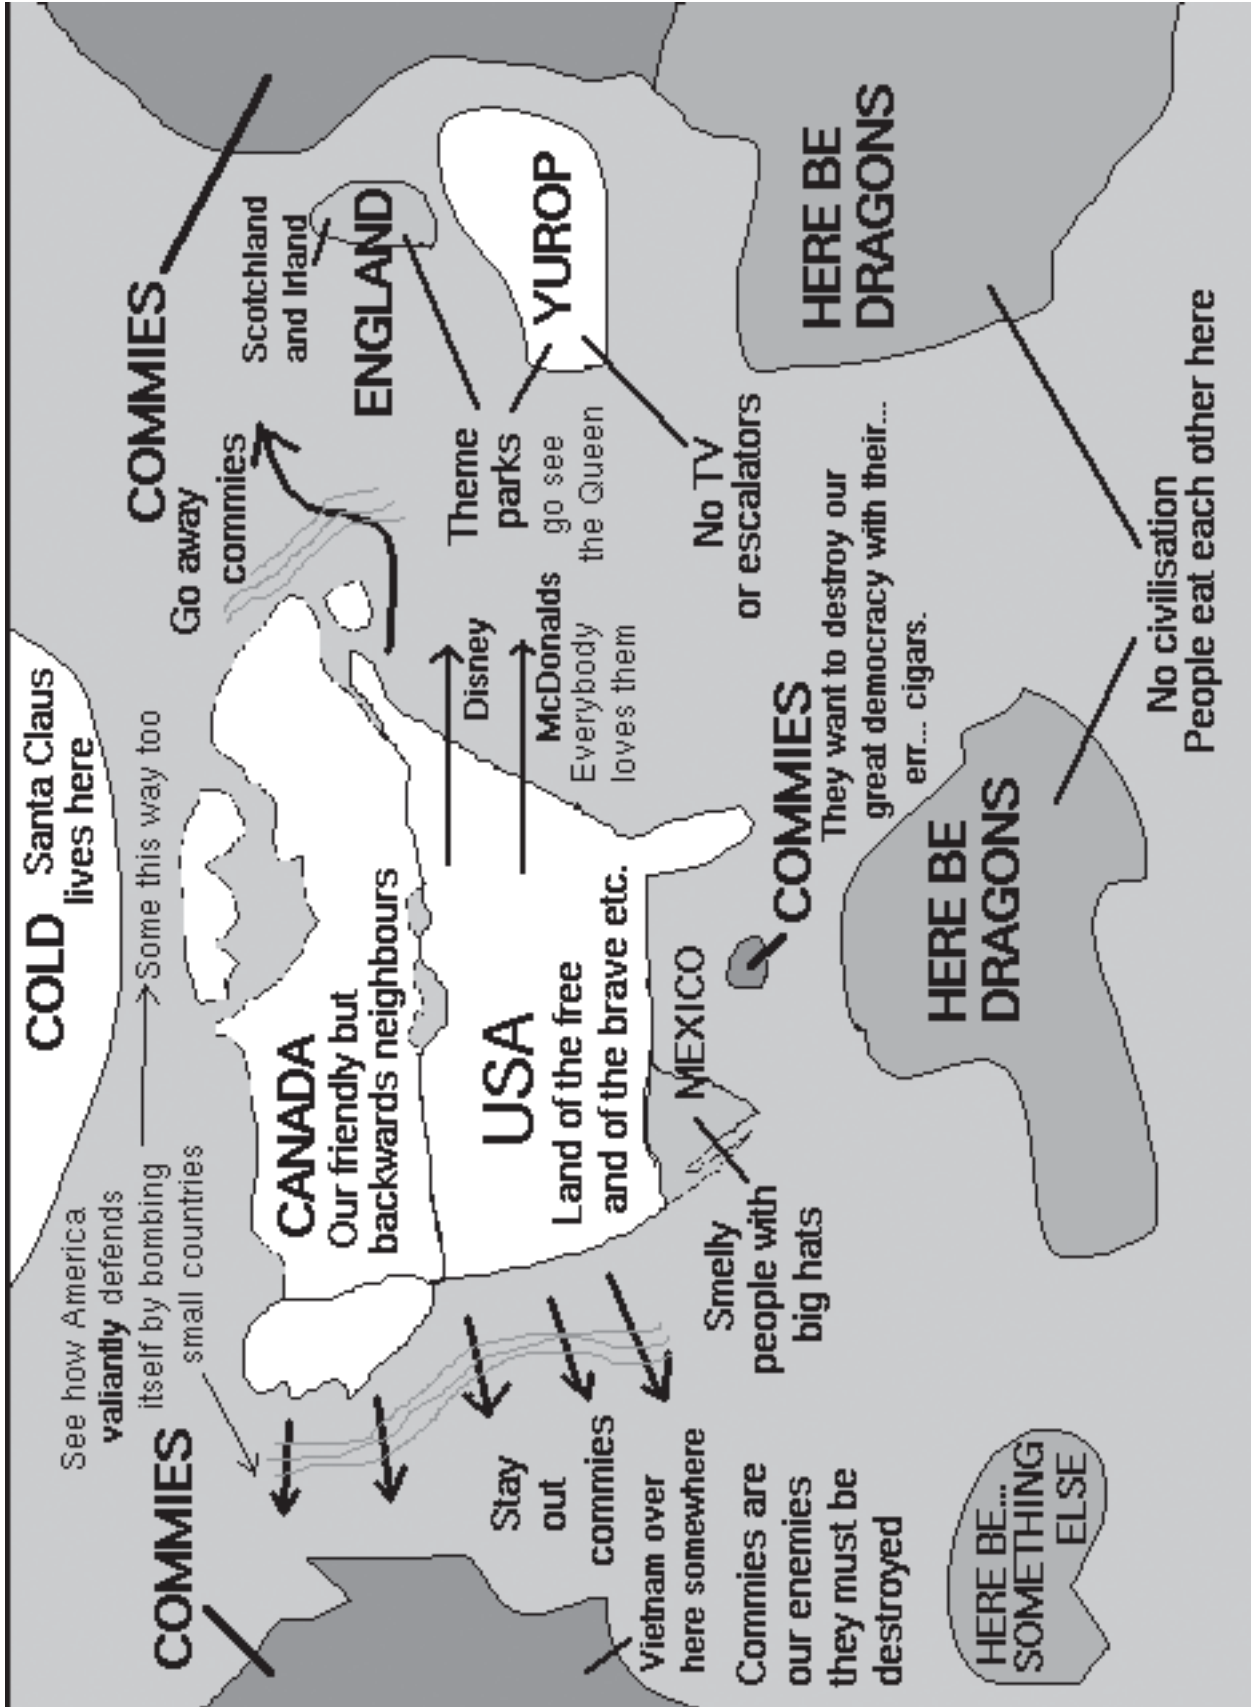 COLD Santa Claus
lives here
See how America
valiantly defends
itself by bombing
small countries
Some this way too
COMMIES
Go away
commies
COMMIES
Scotchland
and Irland
ENGLAND
CANADA
Our friendly but
backwards neighbours
Disney
McDonalds
Everybody
loves them
Theme
parks
go see
the Queen
YUROP
No TV
or escalators
USA
Land of the free
and of the brave etc.
Stay
out
commies
Vietnam over
here somewhere
Commies are
our enemies
they must be
destroyed
MEXICO
Smelly
people with
big hats
COMMIES
They want to destroy our
great democracy with their...
err... cigars.
HERE BE
DRAGONS
HERE BE
DRAGONS
HERE BE...
SOMETHING
ELSE
No civilisation
People eat each other here